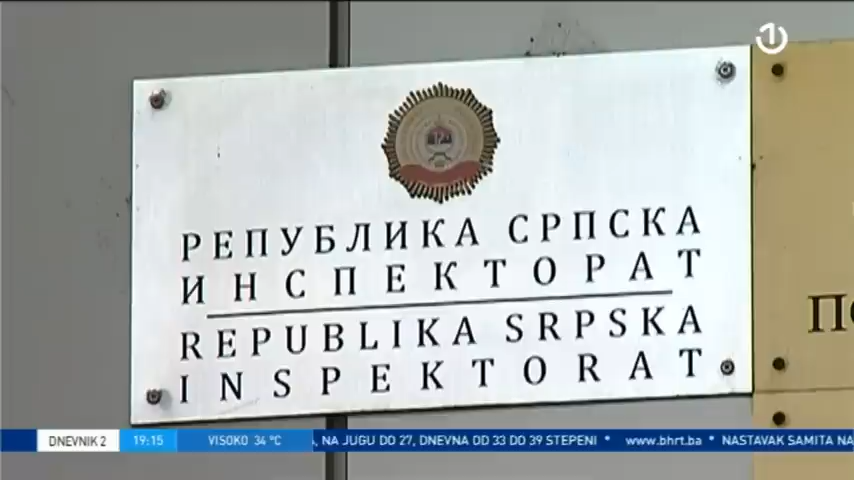 1
РЕПУБЛИКА СРПСКА
ИНСПЕКТОРАТ
REPUBLIKA SRPSKA
INSPEKTORAT
DNEVNIK 2 19:15 VISOKO 34 °C NA JUGU DO 27, DNEVNA OD 33 DO 39 STEPENI * www.bhrt.ba * NASTAVAK SAMITA